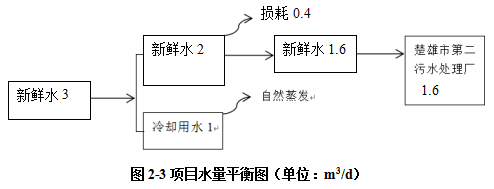 损耗 0.4
新鲜水 2
新鲜水 1.6
楚雄市第二
污水处理厂
1.6
新鲜水 3
自然蒸发
冷却用水 1
图 2-3 项目水量平衡图（单位：m³/d）